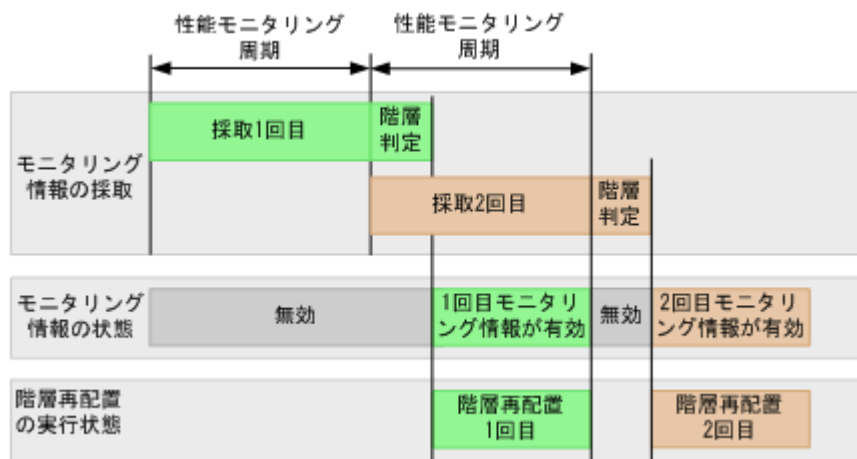 性能モニタリング
周期
性能モニタリング
周期
モニタリング
情報の採取
採取1回目
階層
判定
採取2回目
階層
判定
モニタリング
情報の状態
無効
1回目モニタリ
ング情報が有効
無効
2回目モニタリ
ング情報が有効
階層再配置
の実行状態
階層再配置
1回目
階層再配置
2回目